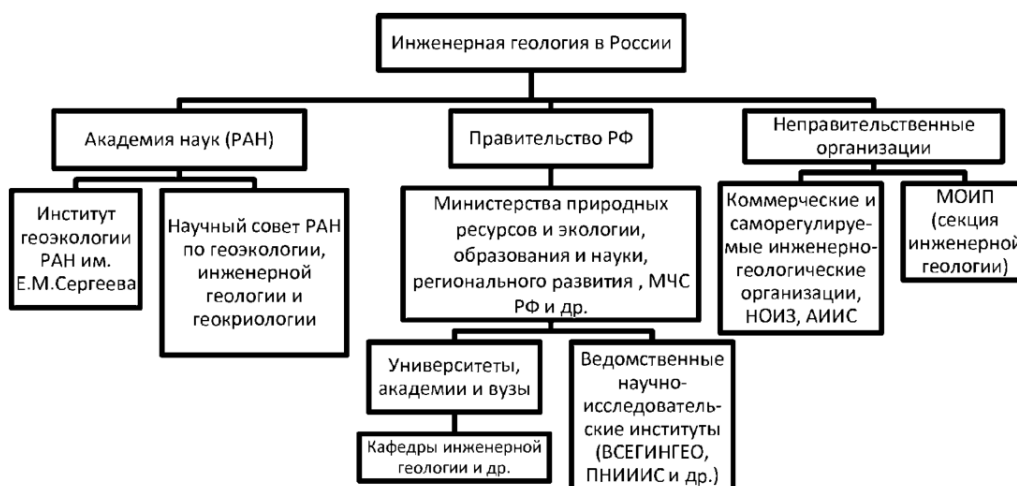 Инженерная геология в России
Академия наук (РАН)
Правительство РФ
Неправительственные
организации
Институт
геоэкологии
РАН им.
Е.М.Сергеева
Научный совет РАН
по геоэкологии,
инженерной
геологии и
геокриологии
Министерства природных
ресурсов и экологии,
образования и науки,
регионального развития , МЧС
РФ и др.
Коммерческие и
саморегулируе-
мые инженерно-
геологические
организации,
НОИЗ, АИИС
МОИП
(секция
инженерной
геологии)
Университеты,
академии и вузы
Ведомственные
научно-
исследователь-
ские институты
(ВСЕГИНГЕО,
ПНИИИС и др.)
Кафедры инженерной
геологии и др.